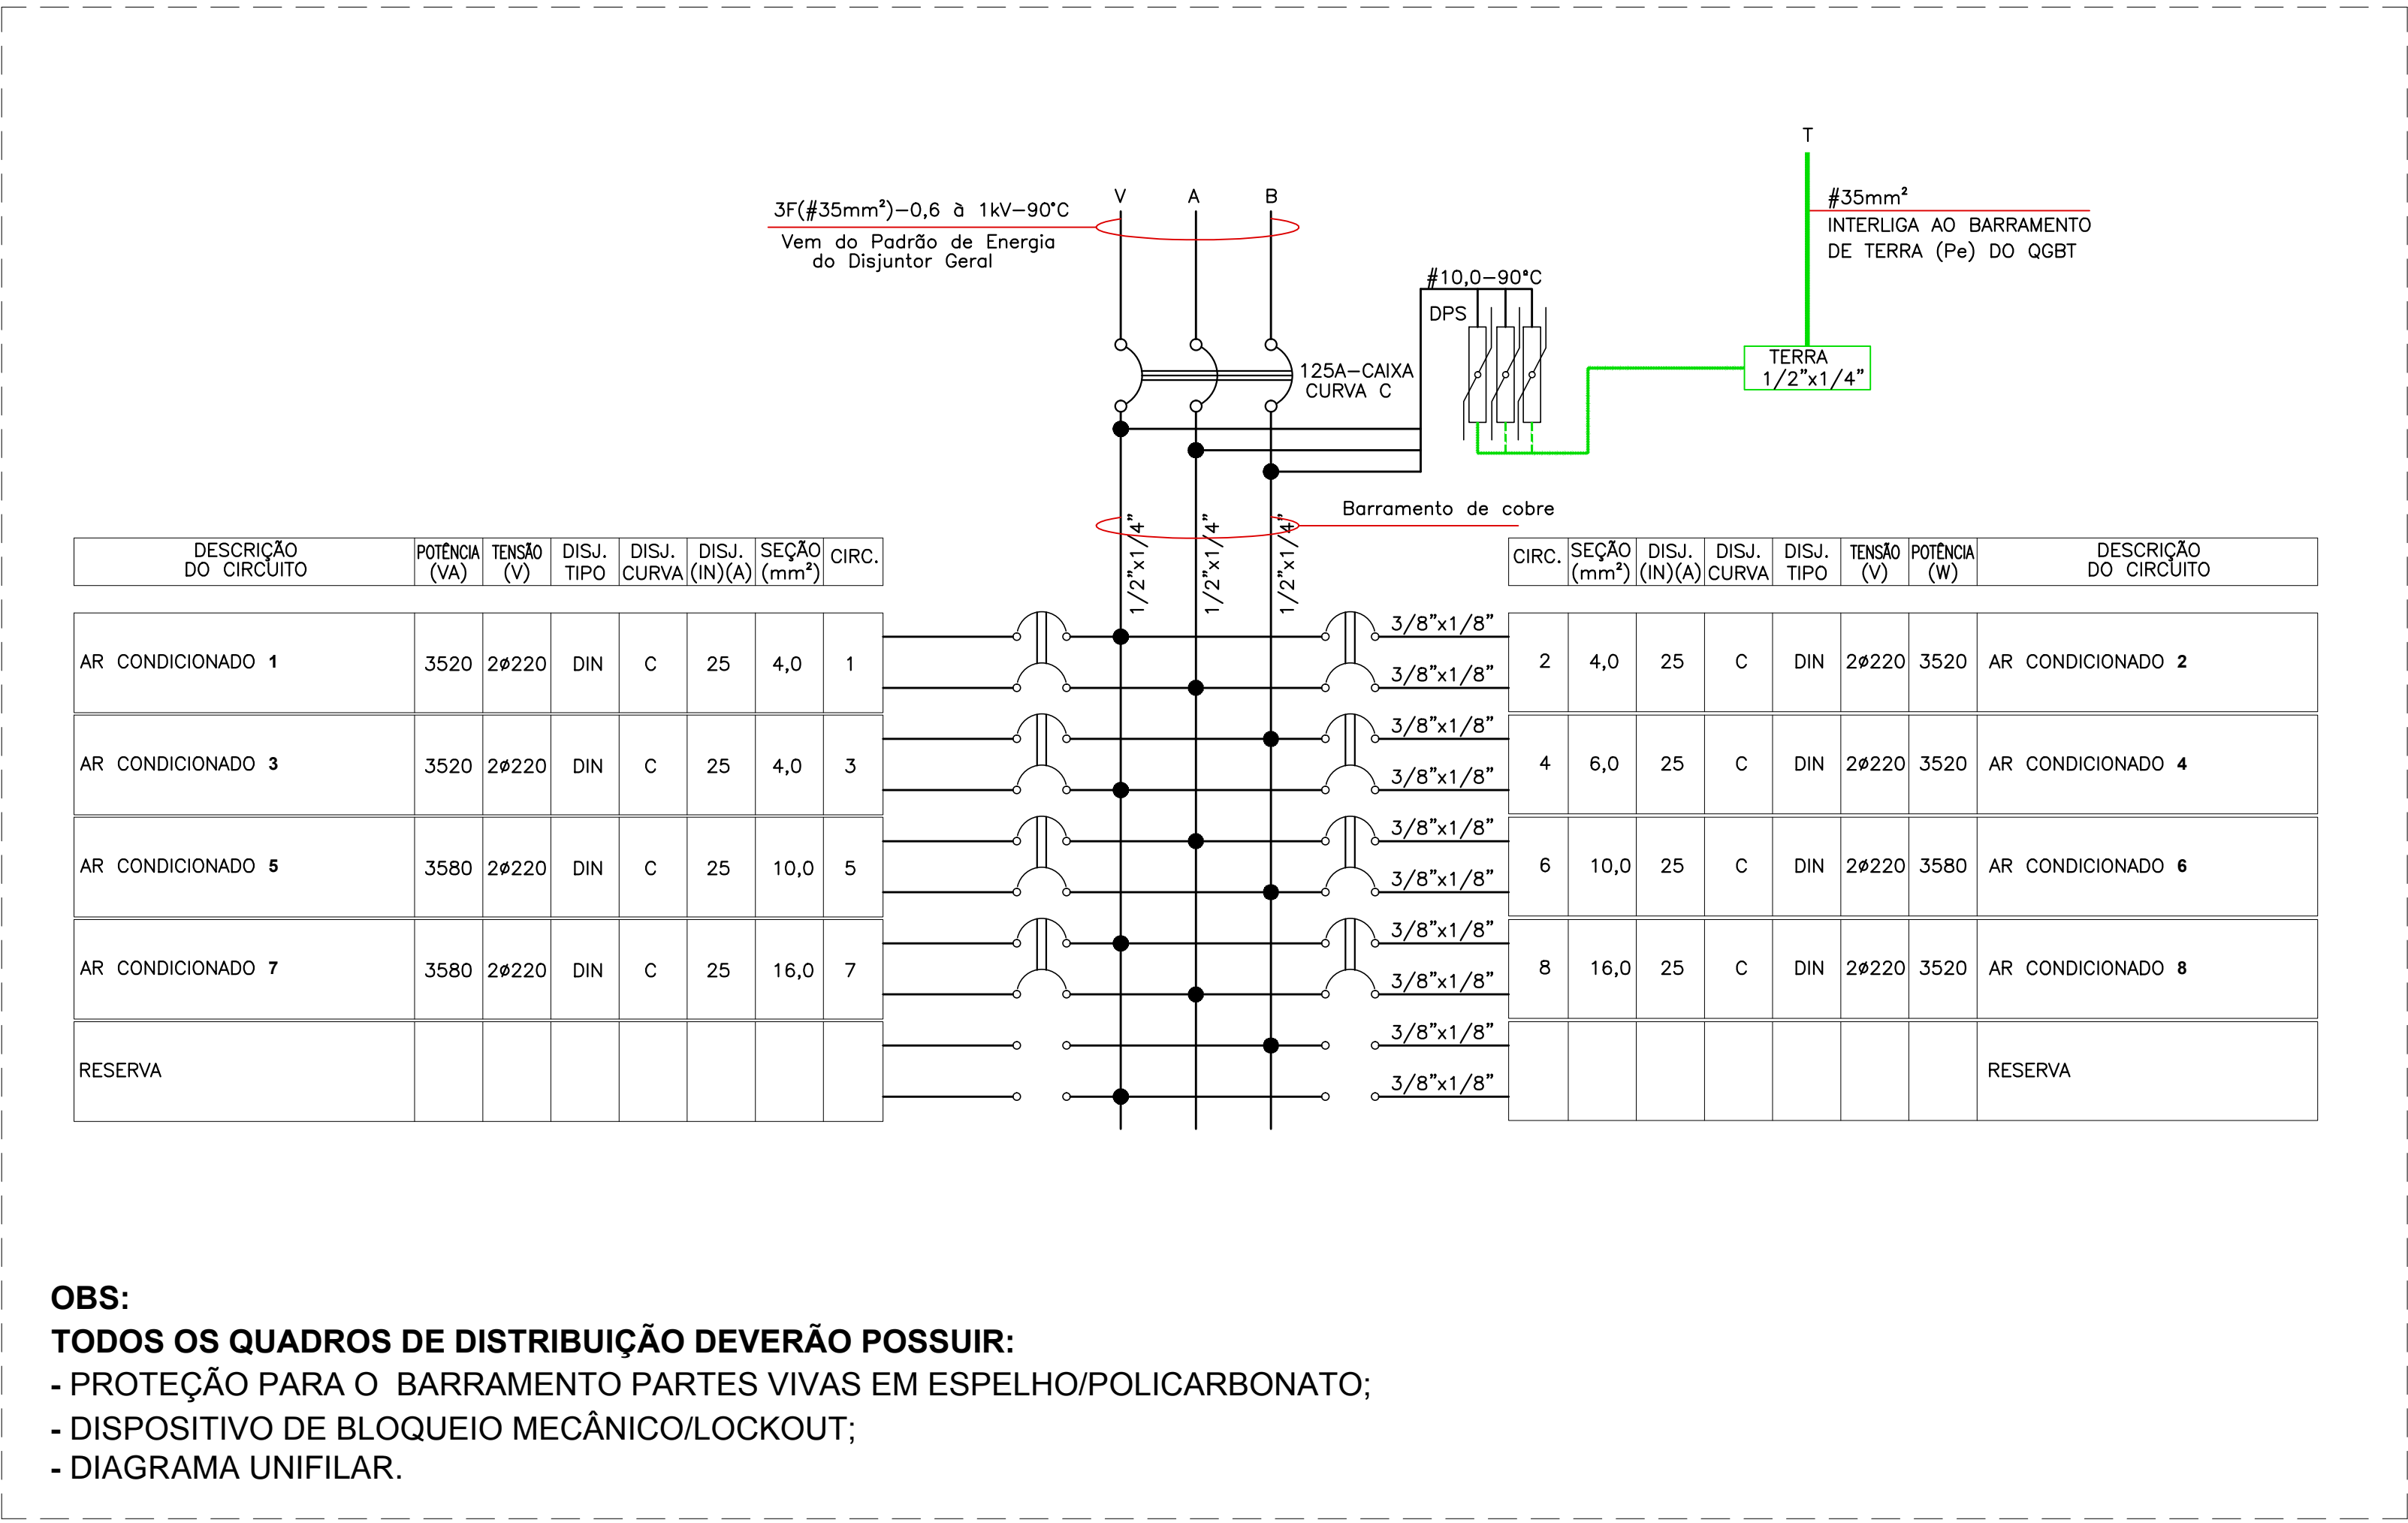 T
#35mm²
INTERLIGA AO BARRAMENTO
DE TERRA (Pe) DO QGBT
V A B
3F(#35mm²)-0,6 à 1kV-90°C
Vem do Padrão de Energia
do Disjuntor Geral
#10,0-90°C
DPS
TERRA
1/2"x1/4"
125A-CAIXA
CURVA C
Barramento de cobre
1/2"x1/4"
1/2"x1/4"
1/2"x1/4"
DESCRIÇÃO DO CIRCUITO POTÊNCIA (VA) TENSÃO (V) DISJ. TIPO DISJ. CURVA DISJ. (IN)(A) SEÇÃO (mm²) CIRC.
CIRC. SEÇÃO (mm²) DISJ. (IN)(A) DISJ. CURVA DISJ. TIPO TENSÃO (V) POTÊNCIA (W) DESCRIÇÃO DO CIRCUITO
AR CONDICIONADO 1 3520 2ø220 DIN C 25 4,0 1
3/8"x1/8"
3/8"x1/8"
2 4,0 25 C DIN 2ø220 3520 AR CONDICIONADO 2
AR CONDICIONADO 3 3520 2ø220 DIN C 25 4,0 3
3/8"x1/8"
3/8"x1/8"
4 6,0 25 C DIN 2ø220 3520 AR CONDICIONADO 4
AR CONDICIONADO 5 3580 2ø220 DIN C 25 10,0 5
3/8"x1/8"
3/8"x1/8"
6 10,0 25 C DIN 2ø220 3580 AR CONDICIONADO 6
AR CONDICIONADO 7 3580 2ø220 DIN C 25 16,0 7
3/8"x1/8"
3/8"x1/8"
8 16,0 25 C DIN 2ø220 3520 AR CONDICIONADO 8
RESERVA
3/8"x1/8"
3/8"x1/8"
RESERVA
OBS:
TODOS OS QUADROS DE DISTRIBUIÇÃO DEVERÃO POSSUIR:
- PROTEÇÃO PARA O BARRAMENTO PARTES VIVAS EM ESPELHO/POLICARBONATO;
- DISPOSITIVO DE BLOQUEIO MECÂNICO/LOCKOUT;
- DIAGRAMA UNIFILAR.